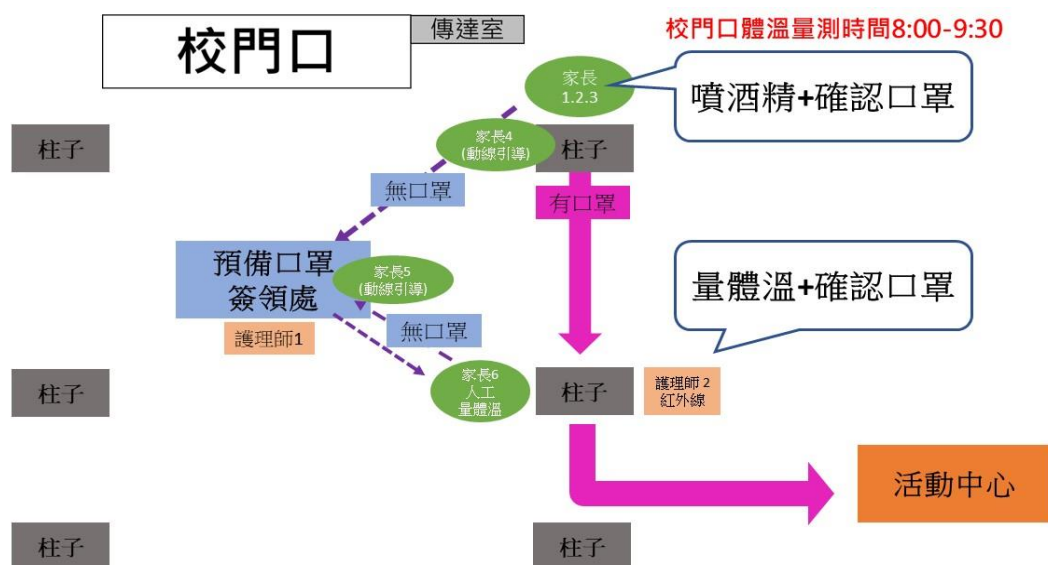 校門口
傳達室
校門口體溫量測時間8:00-9:30
家長
1.2.3
噴酒精+確認口罩
柱子
家長4
(動線引導)
柱子
無口罩
有口罩
預備口罩
簽領處
家長5
(動線引導)
量體溫+確認口罩
護理師1
無口罩
柱子
家長6
人工
量體溫
柱子
護理師2
紅外線
活動中心
柱子
柱子